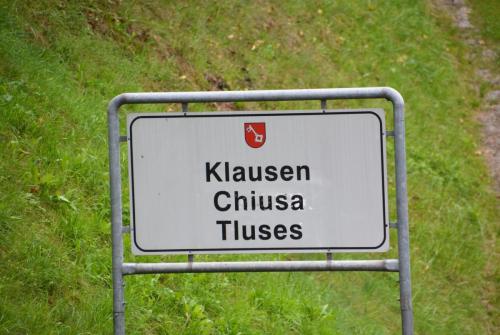 Klausen
Chiusa
Tluses